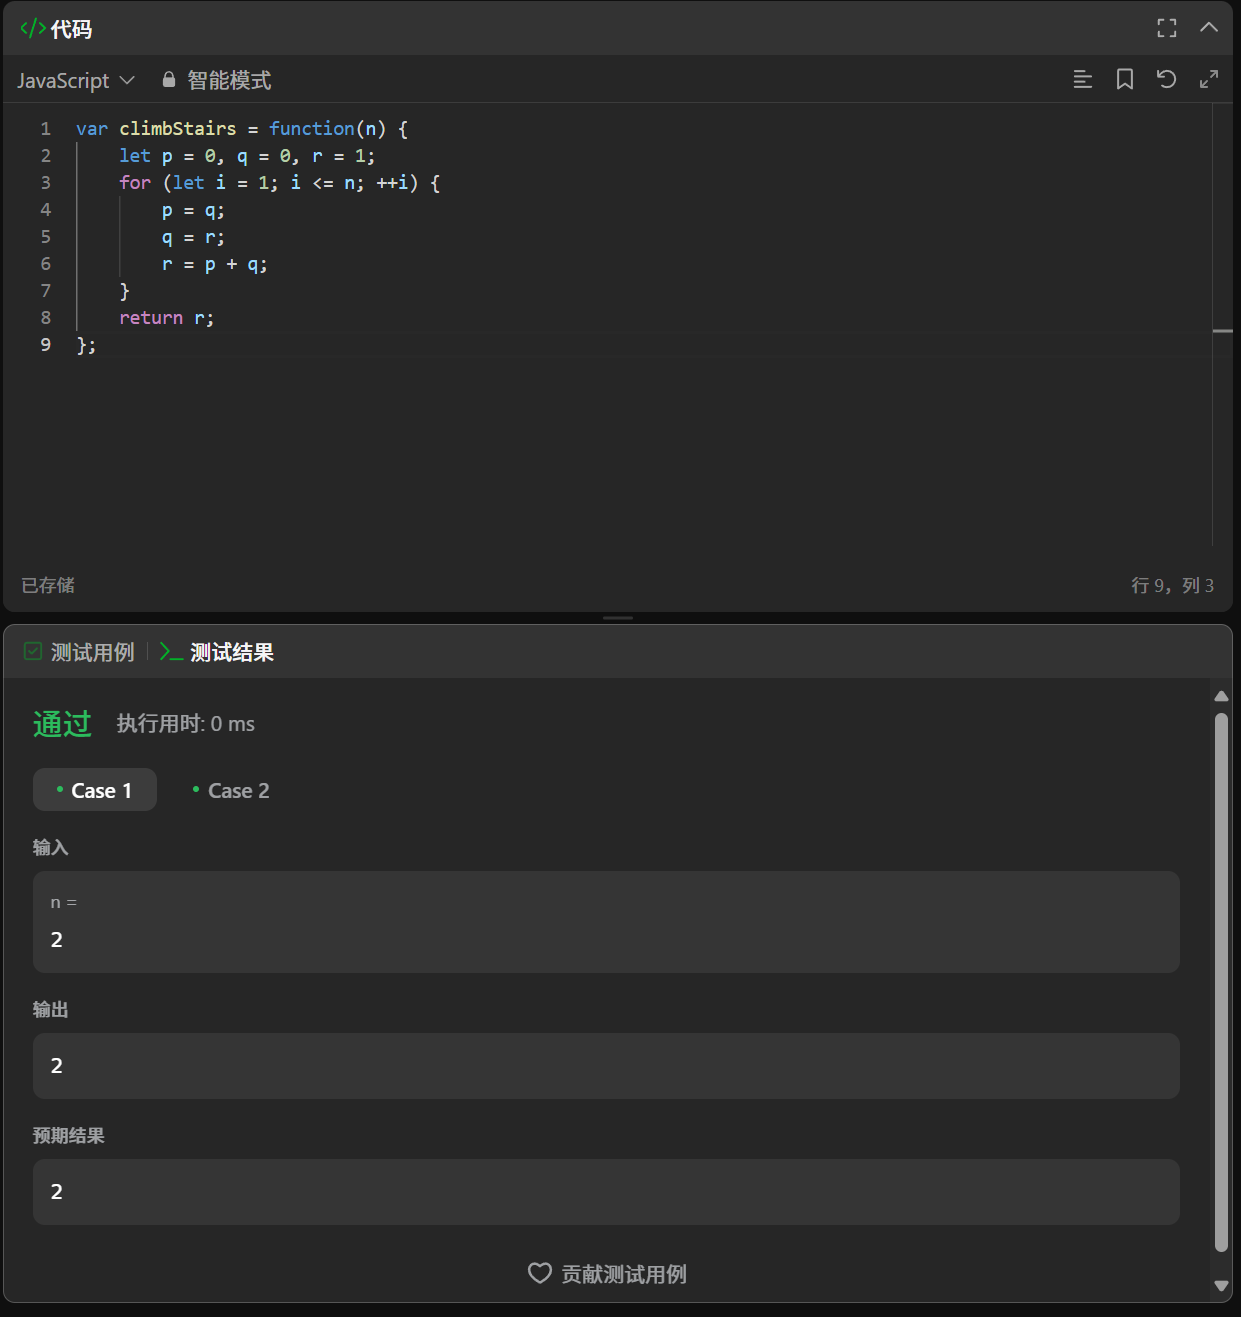 </> 代码
JavaScript 智能模式
1 var climbStairs = function(n) {
2     let p = 0, q = 0, r = 1;
3     for (let i = 1; i <= n; ++i) {
4         p = q;
5         q = r;
6         r = p + q;
7     }
8     return r;
9 };
已存储 行 9，列 3
测试用例 | >_ 测试结果
通过 执行用时: 0 ms
• Case 1 • Case 2
输入
n =
2
输出
2
预期结果
2
贡献测试用例